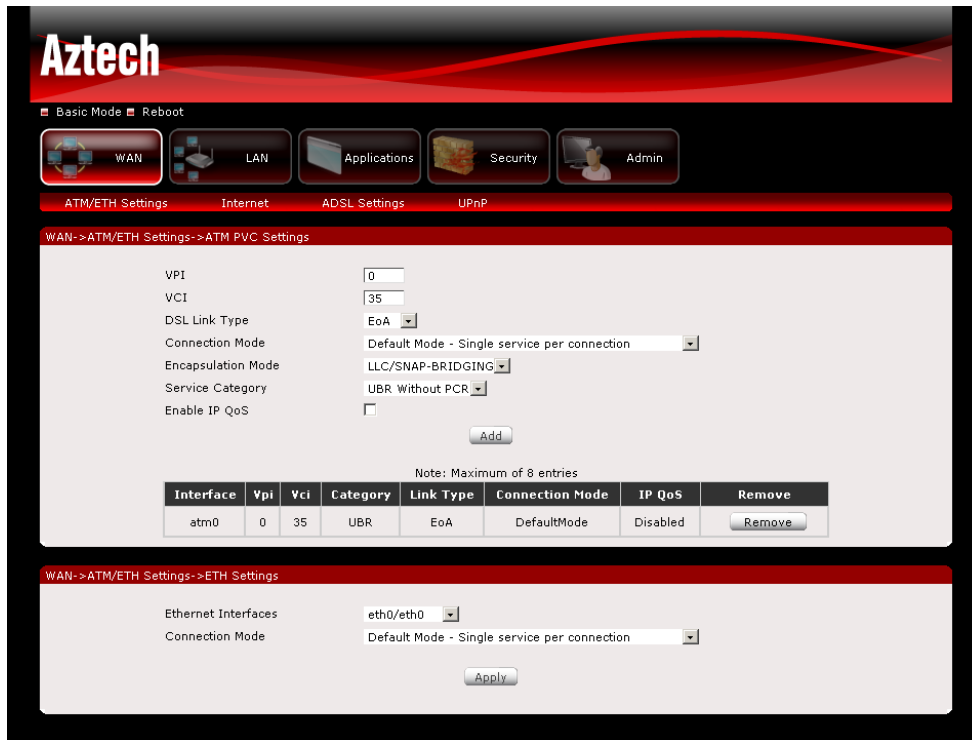 Aztech
Basic Mode Reboot
WAN LAN Applications Security Admin
ATM/ETH Settings Internet ADSL Settings UPnP
WAN->ATM/ETH Settings->ATM PVC Settings
VPI 0
VCI 35
DSL Link Type EoA
Connection Mode Default Mode - Single service per connection
Encapsulation Mode LLC/SNAP-BRIDGING
Service Category UBR Without PCR
Enable IP QoS
Add
Note: Maximum of 8 entries
Interface Vpi Vci Category Link Type Connection Mode IP QoS Remove
atm0 0 35 UBR EoA DefaultMode Disabled Remove
WAN->ATM/ETH Settings->ETH Settings
Ethernet Interfaces eth0/eth0
Connection Mode Default Mode - Single service per connection
Apply